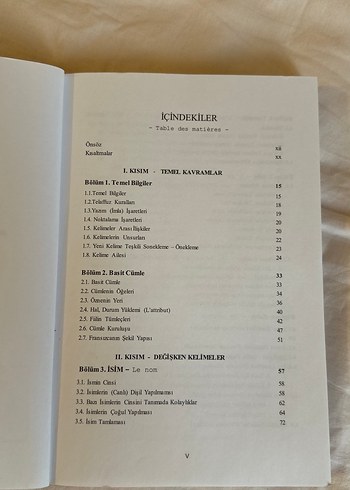 İÇİNDEKİLER
- Table des matières -
Önsöz xii
Kısaltmalar xx
I. KISIM - TEMEL KAVRAMLAR
Bölüm 1. Temel Bilgiler 15
1.1.Temel Bilgiler 15
1.2.Telaffuz Kuralları 18
1.3.Yazım (İmla) İşaretleri 19
1.4. Noktalama İşaretleri 20
1.5. Kelimeler Arası İlişkiler 20
1.6. Kelimelerin Unsurları 22
1.7. Yeni Kelime Teşkili Sonekleme – Önekleme 23
1.8. Kelime Ailesi 24
Bölüm 2. Basit Cümle 33
2.1. Basit Cümle 33
2.2. Cümlenin Öğeleri 34
2.3. Öznenin Yeri 36
2.4. Hal, Durum Yüklemi (L'attribut) 40
2.5. Fiilin Tümleçleri 42
2.6. Cümle Kuruluşu 47
2.7. Fransızcanın Şekil Yapısı 51
II. KISIM - DEĞİŞKEN KELİMELER
Bölüm 3. İSİM – Le nom 57
3.1. İsmin Cinsi 58
3.2. İsimlerin (Canlı) Dişil Yapılmamsı 58
3.3. Bazı İsimlerin Cinsini Tanımada Kolaylıklar 62
3.4. İsimlerin Çoğul Yapılması 64
3.5. İsim Tamlaması 72
V